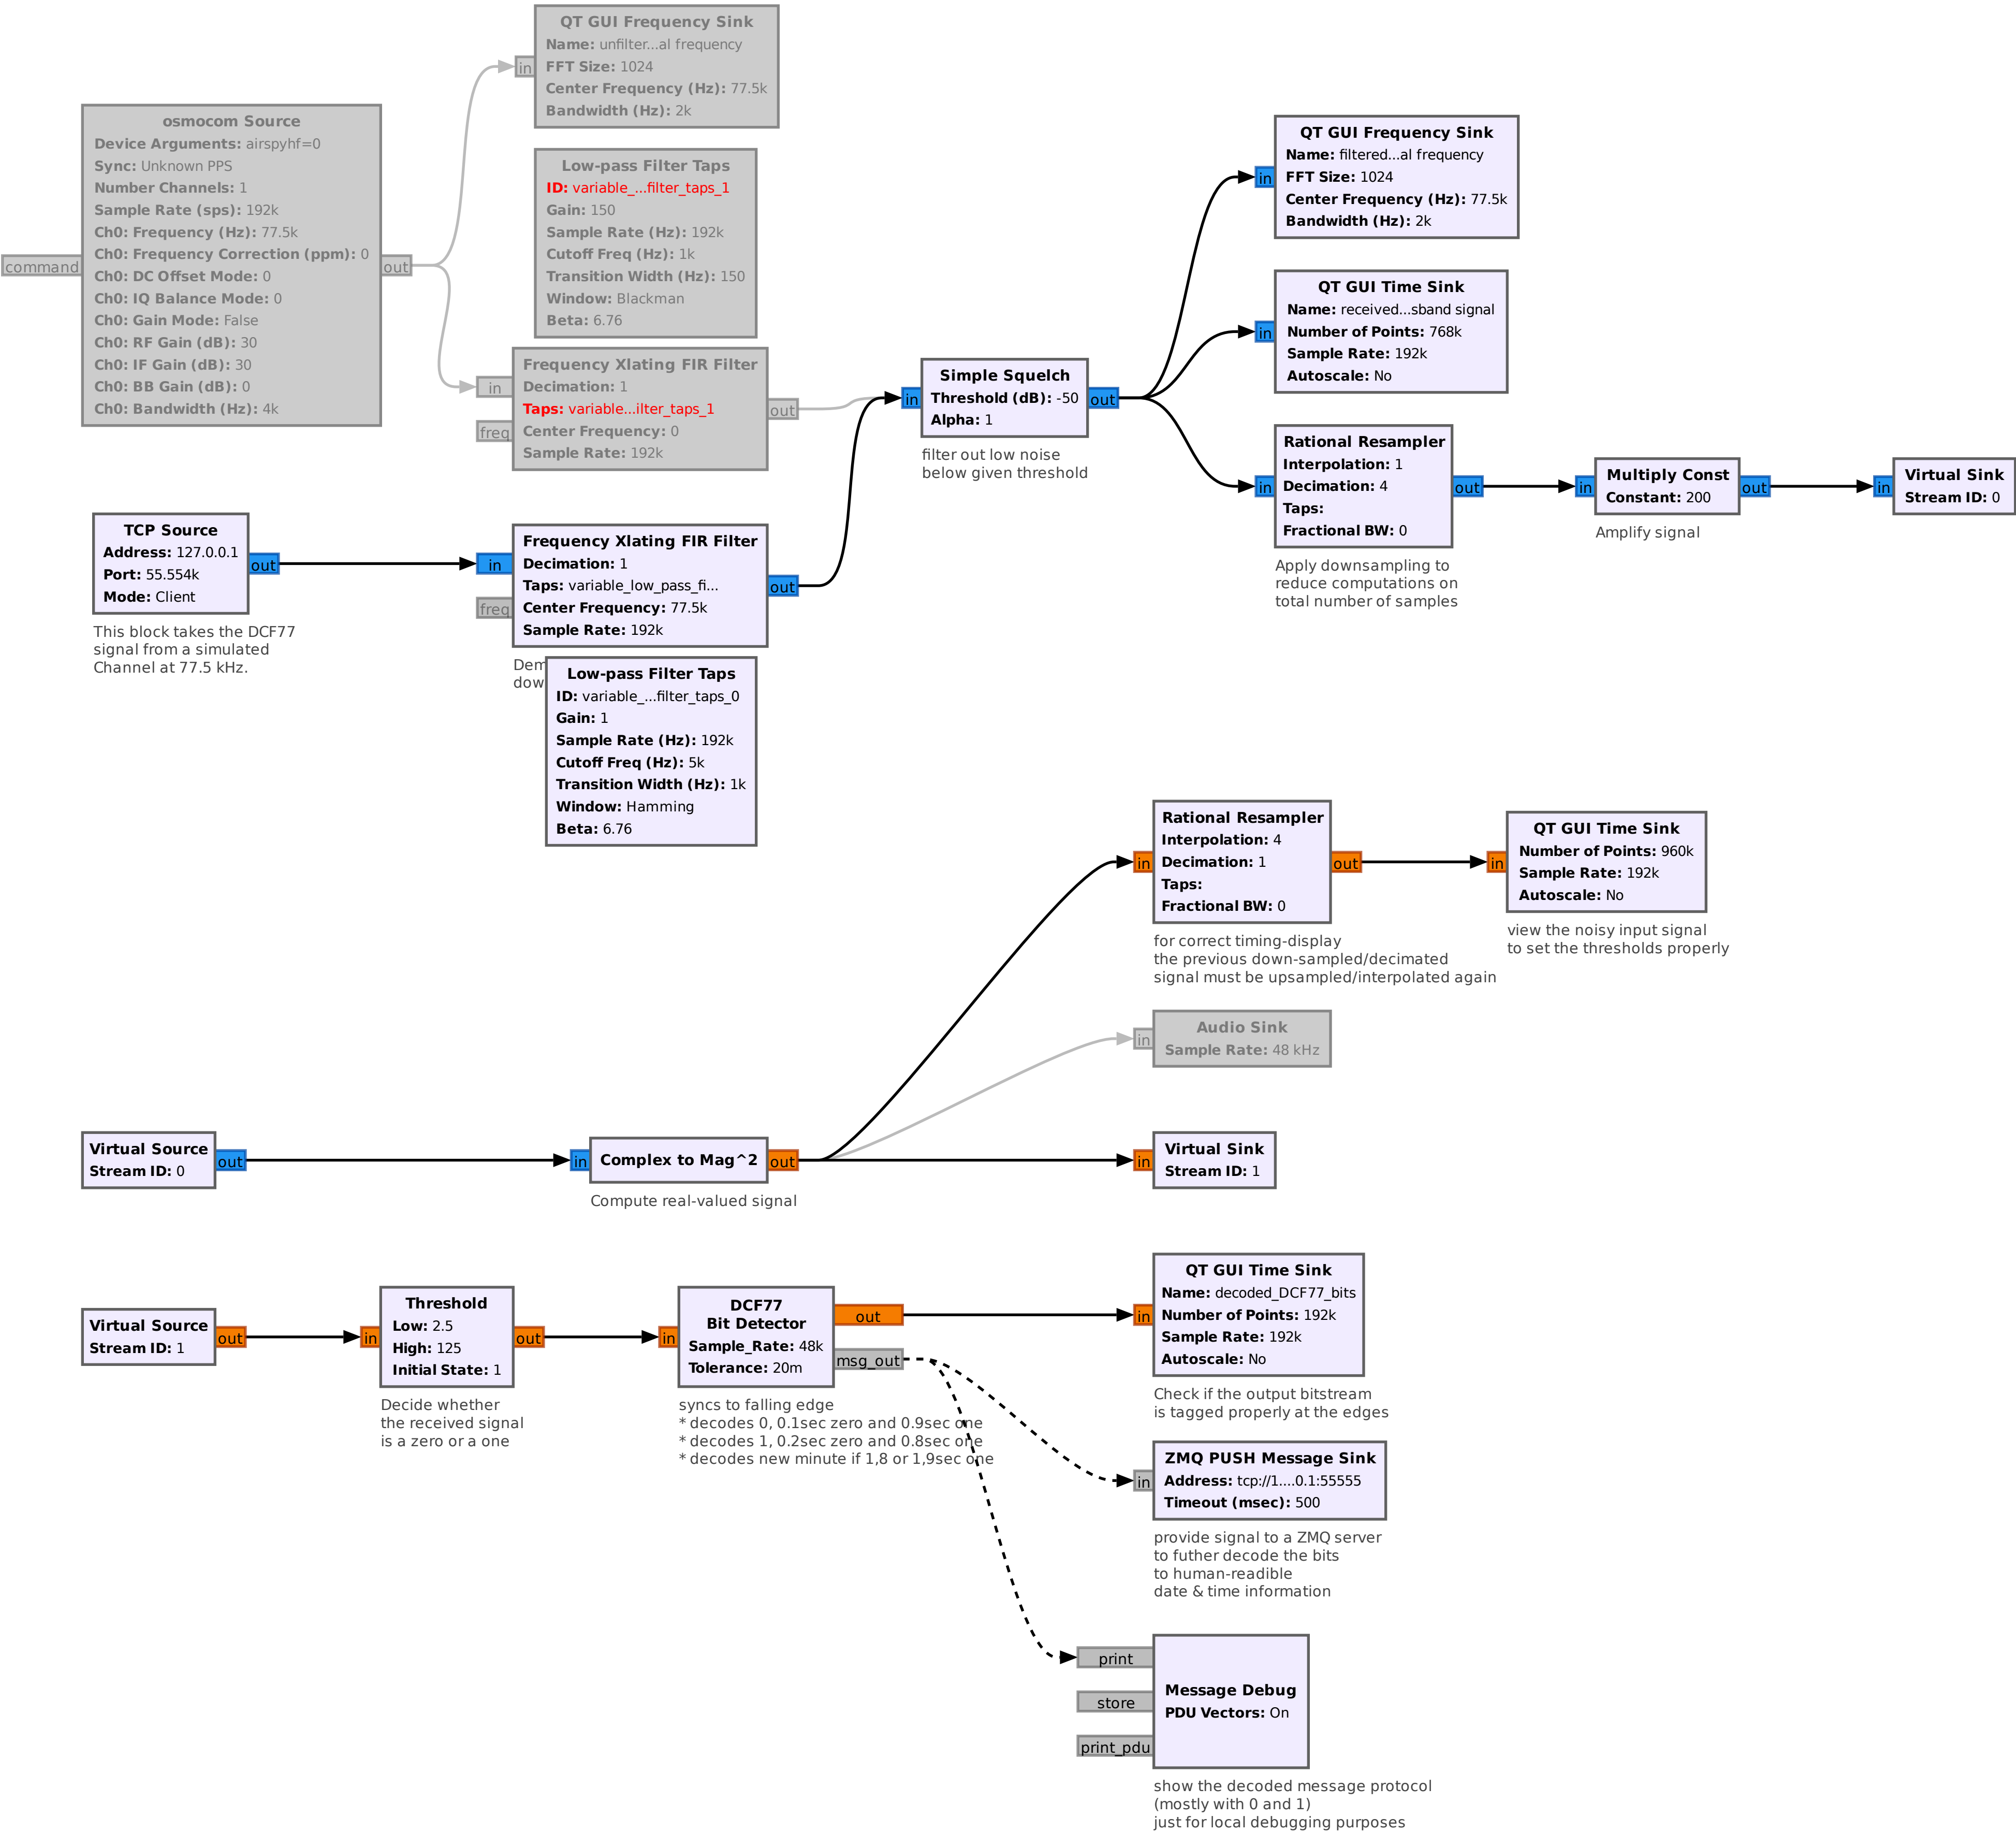 QT GUI Frequency Sink
Name: unfilter...al frequency
FFT Size: 1024
Center Frequency (Hz): 77.5k
Bandwidth (Hz): 2k
in
osmocom Source
Device Arguments: airspyhf=0
Sync: Unknown PPS
Number Channels: 1
Sample Rate (sps): 192k
Ch0: Frequency (Hz): 77.5k
Ch0: Frequency Correction (ppm): 0
Ch0: DC Offset Mode: 0
Ch0: IQ Balance Mode: 0
Ch0: Gain Mode: False
Ch0: RF Gain (dB): 30
Ch0: IF Gain (dB): 30
Ch0: BB Gain (dB): 0
Ch0: Bandwidth (Hz): 4k
command
out
Low-pass Filter Taps
ID: variable_...filter_taps_1
Gain: 150
Sample Rate (Hz): 192k
Cutoff Freq (Hz): 1k
Transition Width (Hz): 150
Window: Blackman
Beta: 6.76
Frequency Xlating FIR Filter
Decimation: 1
Taps: variable...ilter_taps_1
Center Frequency: 0
Sample Rate: 192k
in
freq
out
Simple Squelch
Threshold (dB): -50
Alpha: 1
in
out
filter out low noise
below given threshold
QT GUI Frequency Sink
Name: filtered...al frequency
FFT Size: 1024
Center Frequency (Hz): 77.5k
Bandwidth (Hz): 2k
in
QT GUI Time Sink
Name: received...sband signal
Number of Points: 768k
Sample Rate: 192k
Autoscale: No
in
Rational Resampler
Interpolation: 1
Decimation: 4
Taps:
Fractional BW: 0
in
out
Apply downsampling to
reduce computations on
total number of samples
Multiply Const
Constant: 200
in
out
Amplify signal
Virtual Sink
Stream ID: 0
in
TCP Source
Address: 127.0.0.1
Port: 55.554k
Mode: Client
out
This block takes the DCF77
signal from a simulated
Channel at 77.5 kHz.
Frequency Xlating FIR Filter
Decimation: 1
Taps: variable_low_pass_fi...
Center Frequency: 77.5k
Sample Rate: 192k
in
freq
out
Dem
dow
Low-pass Filter Taps
ID: variable_...filter_taps_0
Gain: 1
Sample Rate (Hz): 192k
Cutoff Freq (Hz): 5k
Transition Width (Hz): 1k
Window: Hamming
Beta: 6.76
Rational Resampler
Interpolation: 4
Decimation: 1
Taps:
Fractional BW: 0
in
out
for correct timing-display
the previous down-sampled/decimated
signal must be upsampled/interpolated again
QT GUI Time Sink
Number of Points: 960k
Sample Rate: 192k
Autoscale: No
in
view the noisy input signal
to set the thresholds properly
Audio Sink
Sample Rate: 48 kHz
in
Virtual Source
Stream ID: 0
out
Complex to Mag^2
in
out
Compute real-valued signal
Virtual Sink
Stream ID: 1
in
Virtual Source
Stream ID: 1
out
Threshold
Low: 2.5
High: 125
Initial State: 1
in
out
Decide whether
the received signal
is a zero or a one
DCF77
Bit Detector
Sample_Rate: 48k
Tolerance: 20m
in
out
msg_out
syncs to falling edge
* decodes 0, 0.1sec zero and 0.9sec one
* decodes 1, 0.2sec zero and 0.8sec one
* decodes new minute if 1,8 or 1,9sec one
QT GUI Time Sink
Name: decoded_DCF77_bits
Number of Points: 192k
Sample Rate: 192k
Autoscale: No
in
Check if the output bitstream
is tagged properly at the edges
ZMQ PUSH Message Sink
Address: tcp://1....0.1:55555
Timeout (msec): 500
in
provide signal to a ZMQ server
to futher decode the bits
to human-readible
date & time information
print
store
print_pdu
Message Debug
PDU Vectors: On
show the decoded message protocol
(mostly with 0 and 1)
just for local debugging purposes